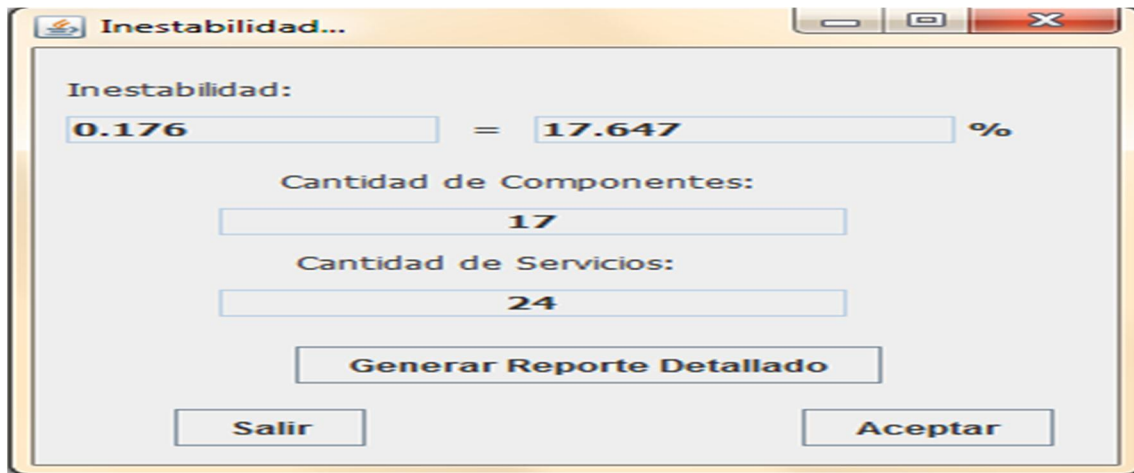 Inestabilidad...
Inestabilidad:
0.176 = 17.647 %
Cantidad de Componentes:
17
Cantidad de Servicios:
24
Generar Reporte Detallado
Salir Aceptar